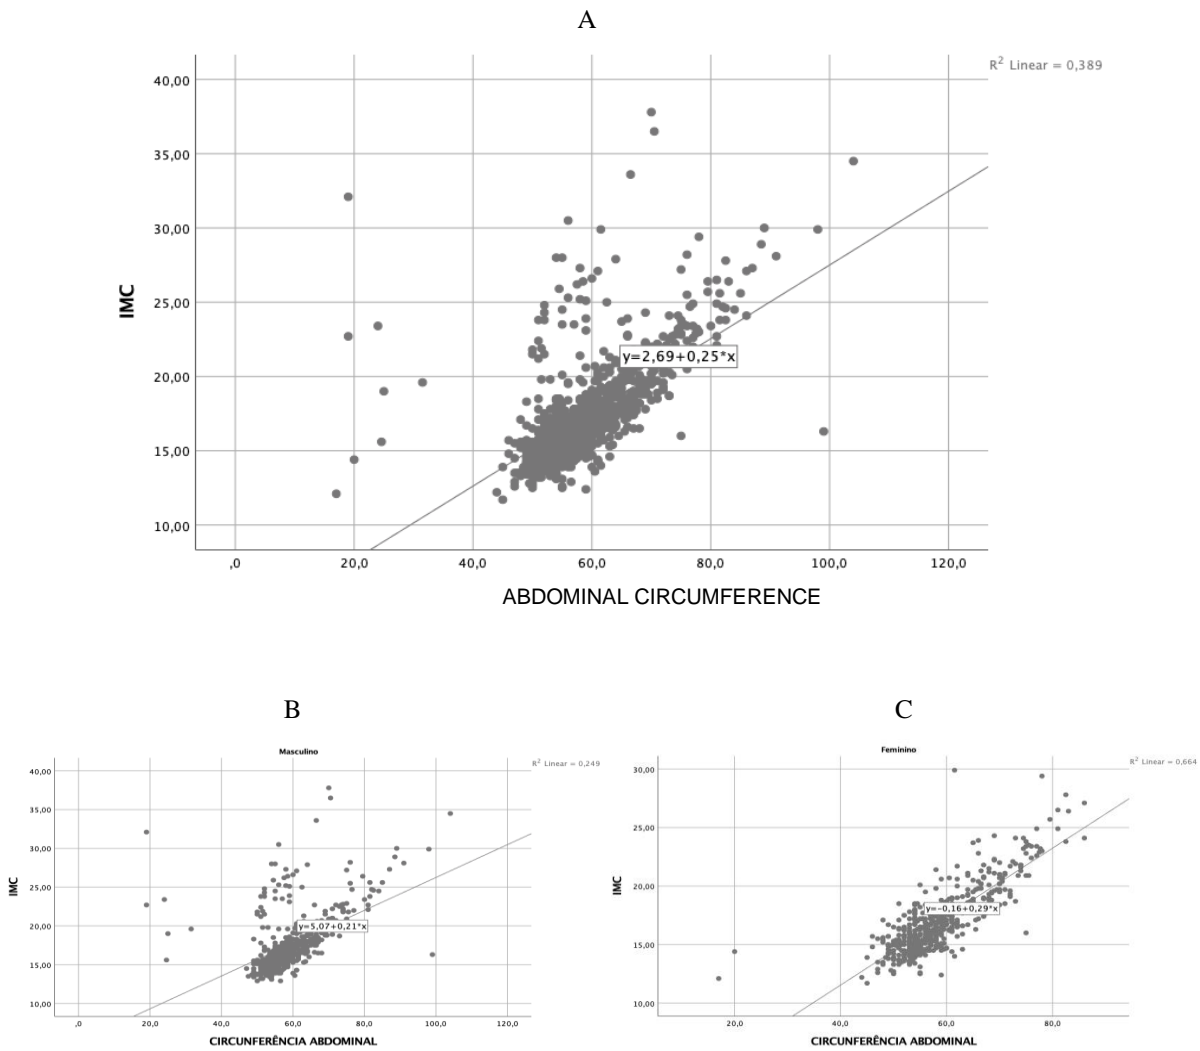 A
R² Linear = 0,389
40,00
35,00
30,00
25,00
20,00
15,00
10,00
IMC
y=2,69+0,25*x
,0 20,0 40,0 60,0 80,0 100,0 120,0
ABDOMINAL CIRCUMFERENCE
B
Masculino
R² Linear = 0,249
40,00
35,00
30,00
25,00
20,00
15,00
10,00
IMC
y=5,07+0,21*x
,0 20,0 40,0 60,0 80,0 100,0 120,0
CIRCUNFERÊNCIA ABDOMINAL
C
Feminino
R² Linear = 0,664
30,00
25,00
20,00
15,00
10,00
IMC
y=-0,16+0,29*x
20,0 40,0 60,0 80,0
CIRCUNFERÊNCIA ABDOMINAL